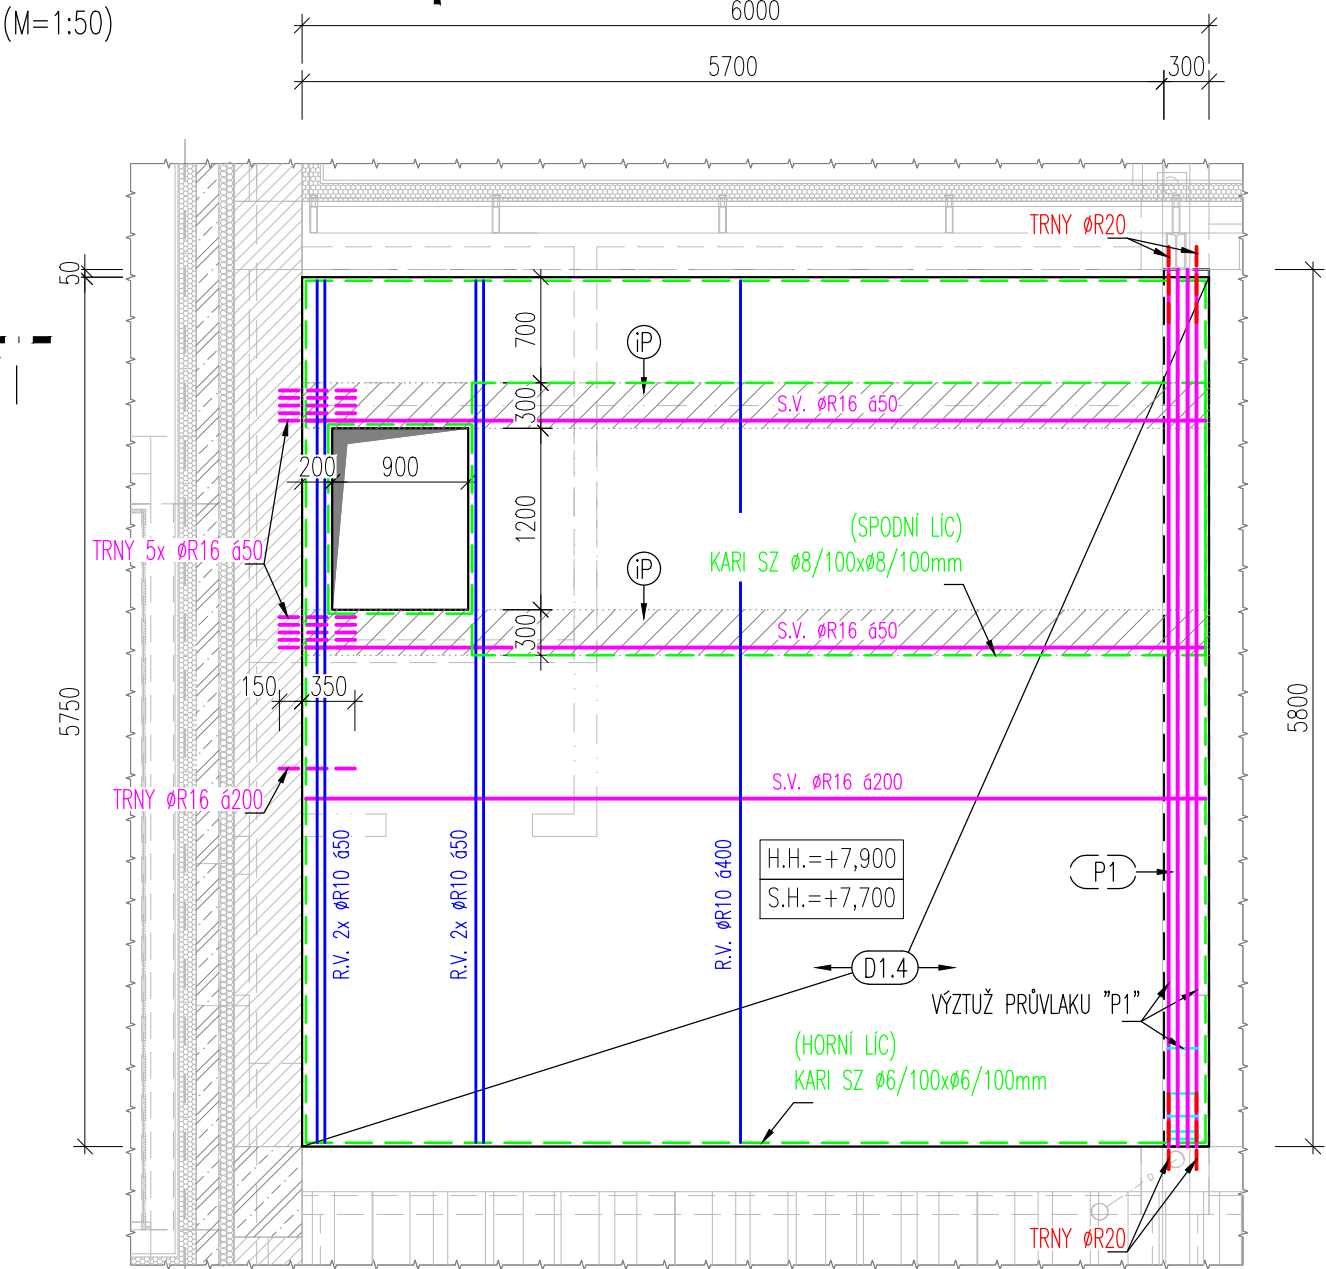 (M=1:50)
6000
5700
300
50
TRNY øR20
700
iP
300
S.V. øR16 á50
200
900
1200
(SPODNÍ LÍC)
KARI SZ ø8/100xø8/100mm
TRNY 5x øR16 á50
iP
300
S.V. øR16 á50
150
350
5750
5800
S.V. øR16 á200
TRNY øR16 á200
R.V. 2x øR10 á50
R.V. 2x øR10 á50
R.V. øR10 á400
H.H.=+7,900
S.H.=+7,700
P1
D1.4
VÝZTUŽ PRŮVLAKU "P1"
(HORNÍ LÍC)
KARI SZ ø6/100xø6/100mm
D
TRNY øR20